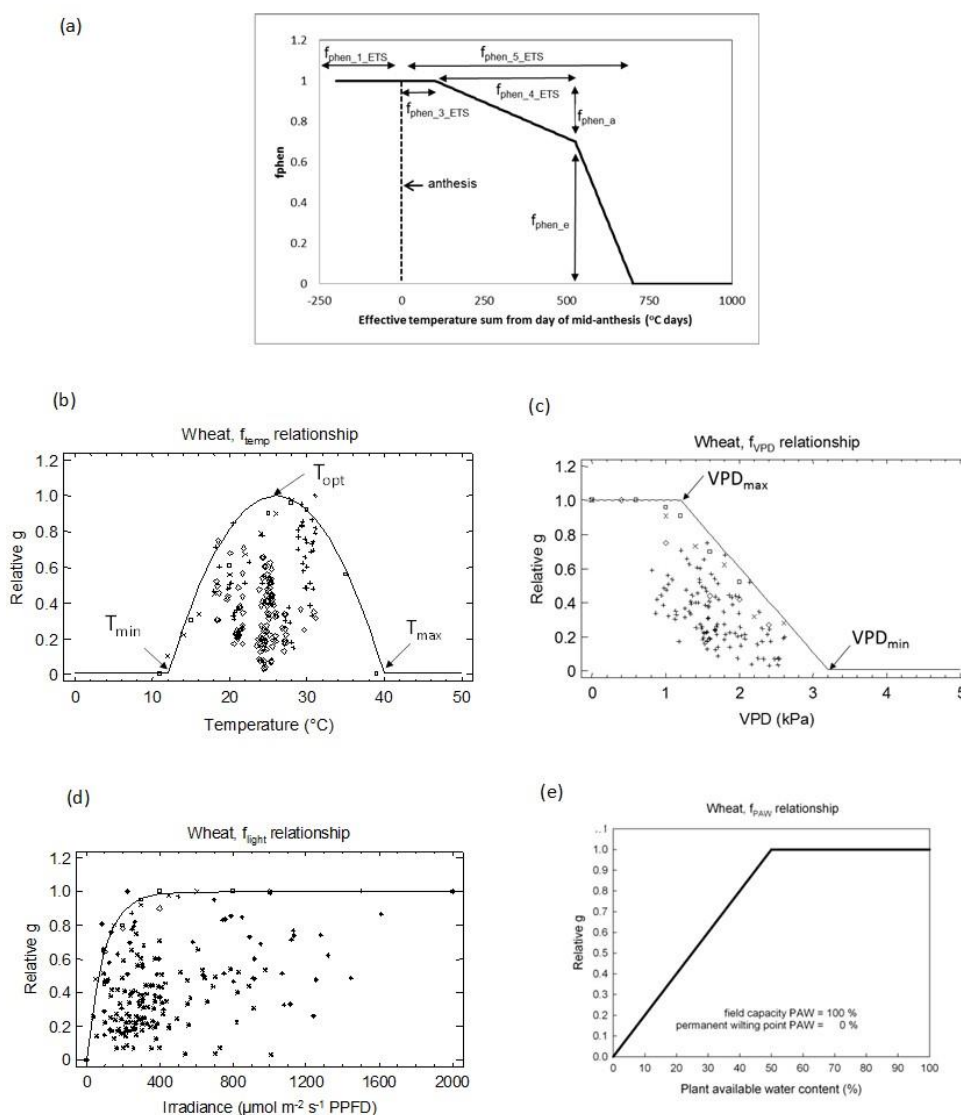 (a)
1.2
1
0.8
0.6
0.4
0.2
0
fphen
fphen_1_ETS
fphen_5_ETS
fphen_4_ETS
fphen_3_ETS
fphen_a
anthesis
fphen_e
-250 0 250 500 750 1000
Effective temperature sum from day of mid-anthesis (°C days)
(b)
Wheat, ftemp relationship
1.2
1.0
0.8
0.6
0.4
0.2
0
Relative g
Topt
Tmin
Tmax
0 10 20 30 40 50
Temperature (°C)
(c)
Wheat, fVPD relationship
1.2
1.0
0.8
0.6
0.4
0.2
0
Relative g
VPDmax
VPDmin
0 1 2 3 4 5
VPD (kPa)
(d)
Wheat, flight relationship
1.2
1.0
0.8
0.6
0.4
0.2
0
Relative g
0 400 800 1200 1600 2000
Irradiance (µmol m-2 s-1 PPFD)
(e)
Wheat, fPAW relationship
1.0
0.9
0.8
0.7
0.6
0.5
0.4
0.3
0.2
0.1
0.0
Relative g
field capacity PAW = 100 %
permanent wilting point PAW = 0 %
0 10 20 30 40 50 60 70 80 90 100
Plant available water content (%)